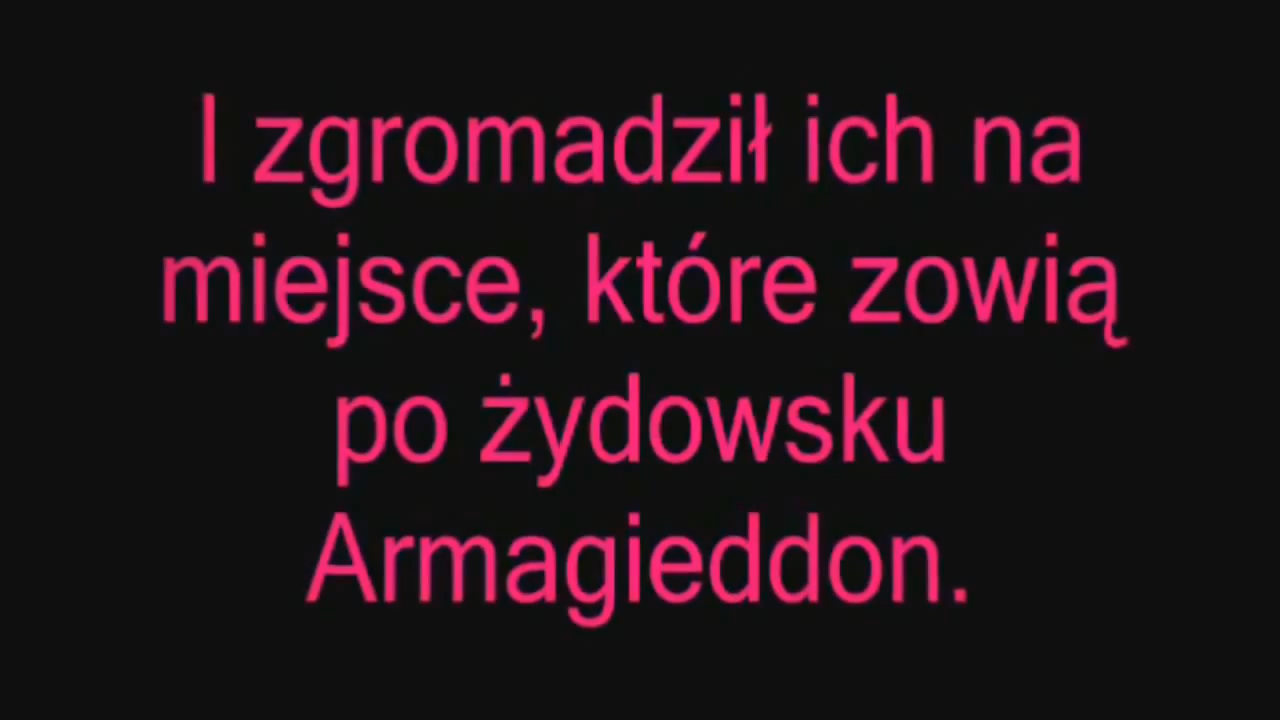 I zgromadził ich na
miejsce, które zowią
po żydowsku
Armagieddon.